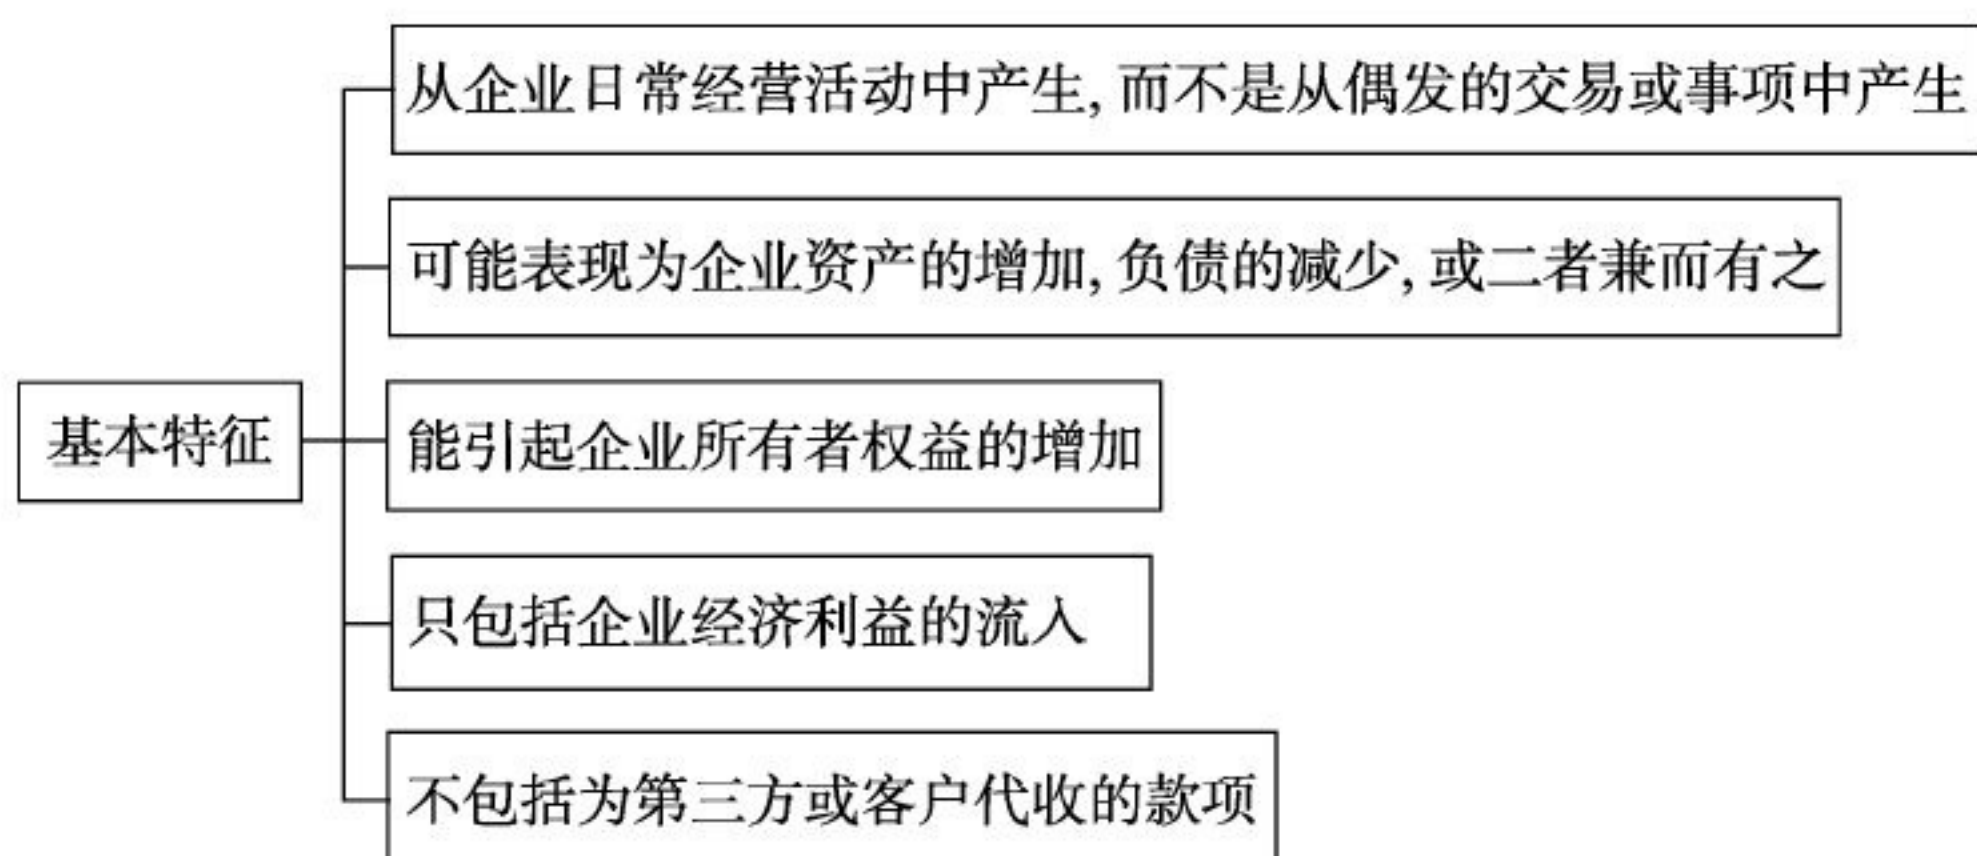 从企业日常经营活动中产生,而不是从偶发的交易或事项中产生
可能表现为企业资产的增加,负债的减少,或二者兼而有之
基本特征
能引起企业所有者权益的增加
只包括企业经济利益的流入
不包括为第三方或客户代收的款项